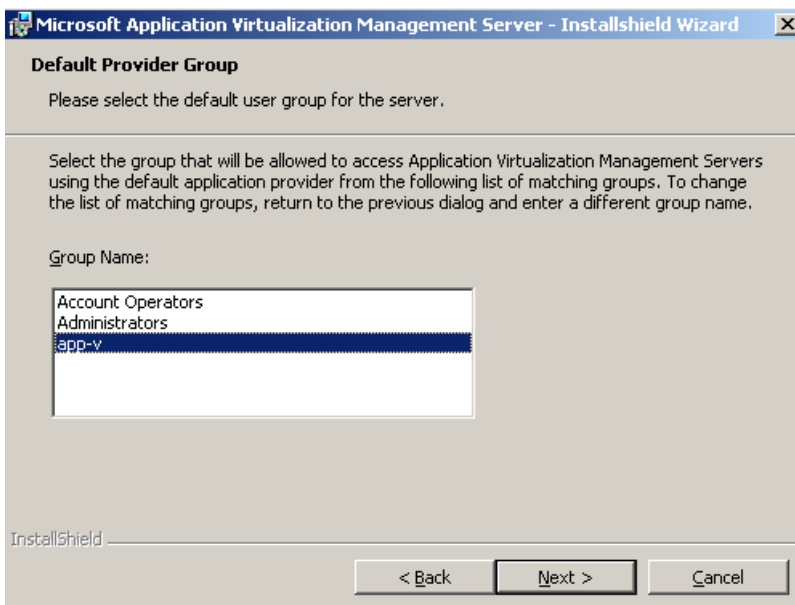 Microsoft Application Virtualization Management Server - Installshield Wizard
Default Provider Group
Please select the default user group for the server.
Select the group that will be allowed to access Application Virtualization Management Servers
using the default application provider from the following list of matching groups. To change
the list of matching groups, return to the previous dialog and enter a different group name.
Group Name:
Account Operators
Administrators
app-v
InstallShield
< Back
Next >
Cancel